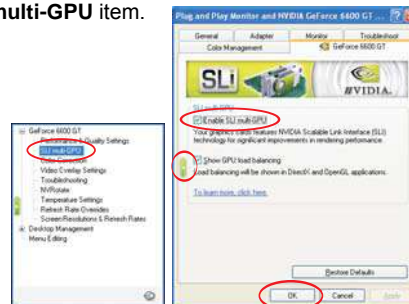 multi-GPU item.
GeForce 6600 GT
Performance & Quality Settings
SLI multi-GPU
Color Correction
Video Overlay Settings
Troubleshooting
NVRotate
Temperature Settings
Refresh Rate Overrides
Screen Resolutions & Refresh Rates
Desktop Management
Menu Editing
Plug and Play Monitor and NVIDIA GeForce 6600 GT ...
General Adapter Monitor Troubleshoot
Color Management GeForce 6600 GT
SLI
NVIDIA.
SLI multi-GPU
Enable SLI multi-GPU
Your graphics cards features NVIDIA Scalable Link Interface (SLI)
technology for significant improvements in rendering performance.
Show GPU load balancing
Load balancing will be shown in DirectX and OpenGL applications.
To learn more, click here.
Restore Defaults
OK Cancel Apply